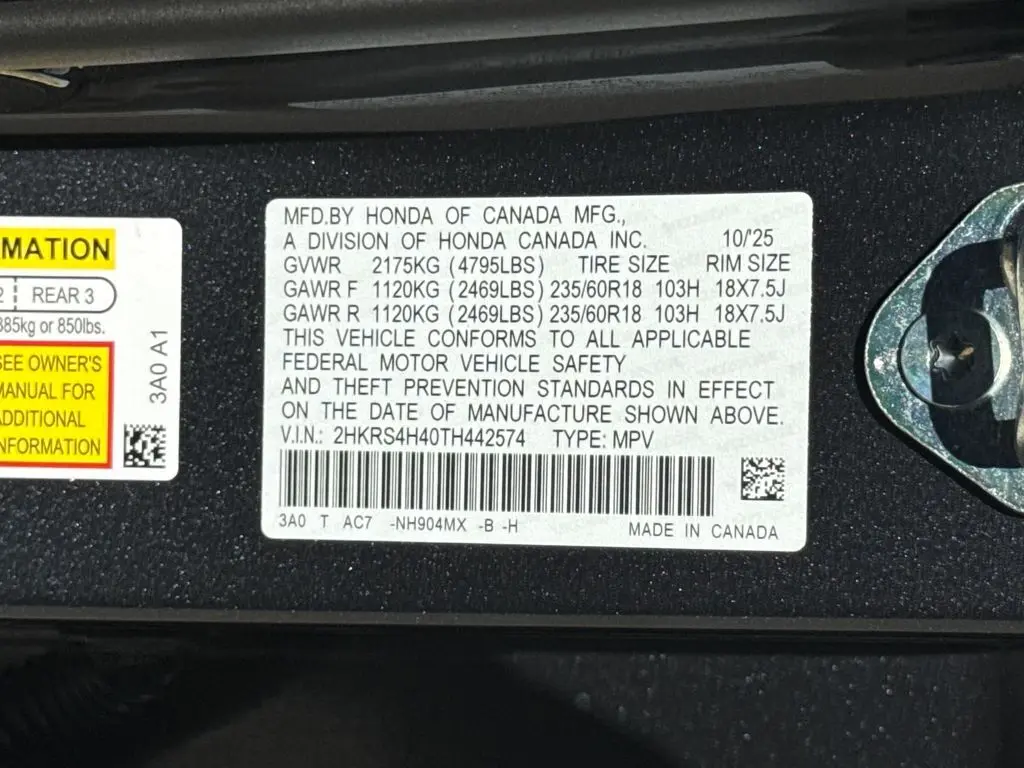 MATION
2 REAR 3
385kg or 850lbs.
SEE OWNER'S
MANUAL FOR
ADDITIONAL
INFORMATION
3A0 A1
MFD.BY HONDA OF CANADA MFG.,
A DIVISION OF HONDA CANADA INC. 10/'25
GVWR 2175KG (4795LBS) TIRE SIZE RIM SIZE
GAWR F 1120KG (2469LBS) 235/60R18 103H 18X7.5J
GAWR R 1120KG (2469LBS) 235/60R18 103H 18X7.5J
THIS VEHICLE CONFORMS TO ALL APPLICABLE
FEDERAL MOTOR VEHICLE SAFETY
AND THEFT PREVENTION STANDARDS IN EFFECT
ON THE DATE OF MANUFACTURE SHOWN ABOVE.
V.I.N.: 2HKRS4H40TH442574 TYPE: MPV
3A0 T AC7 -NH904MX -B -H MADE IN CANADA